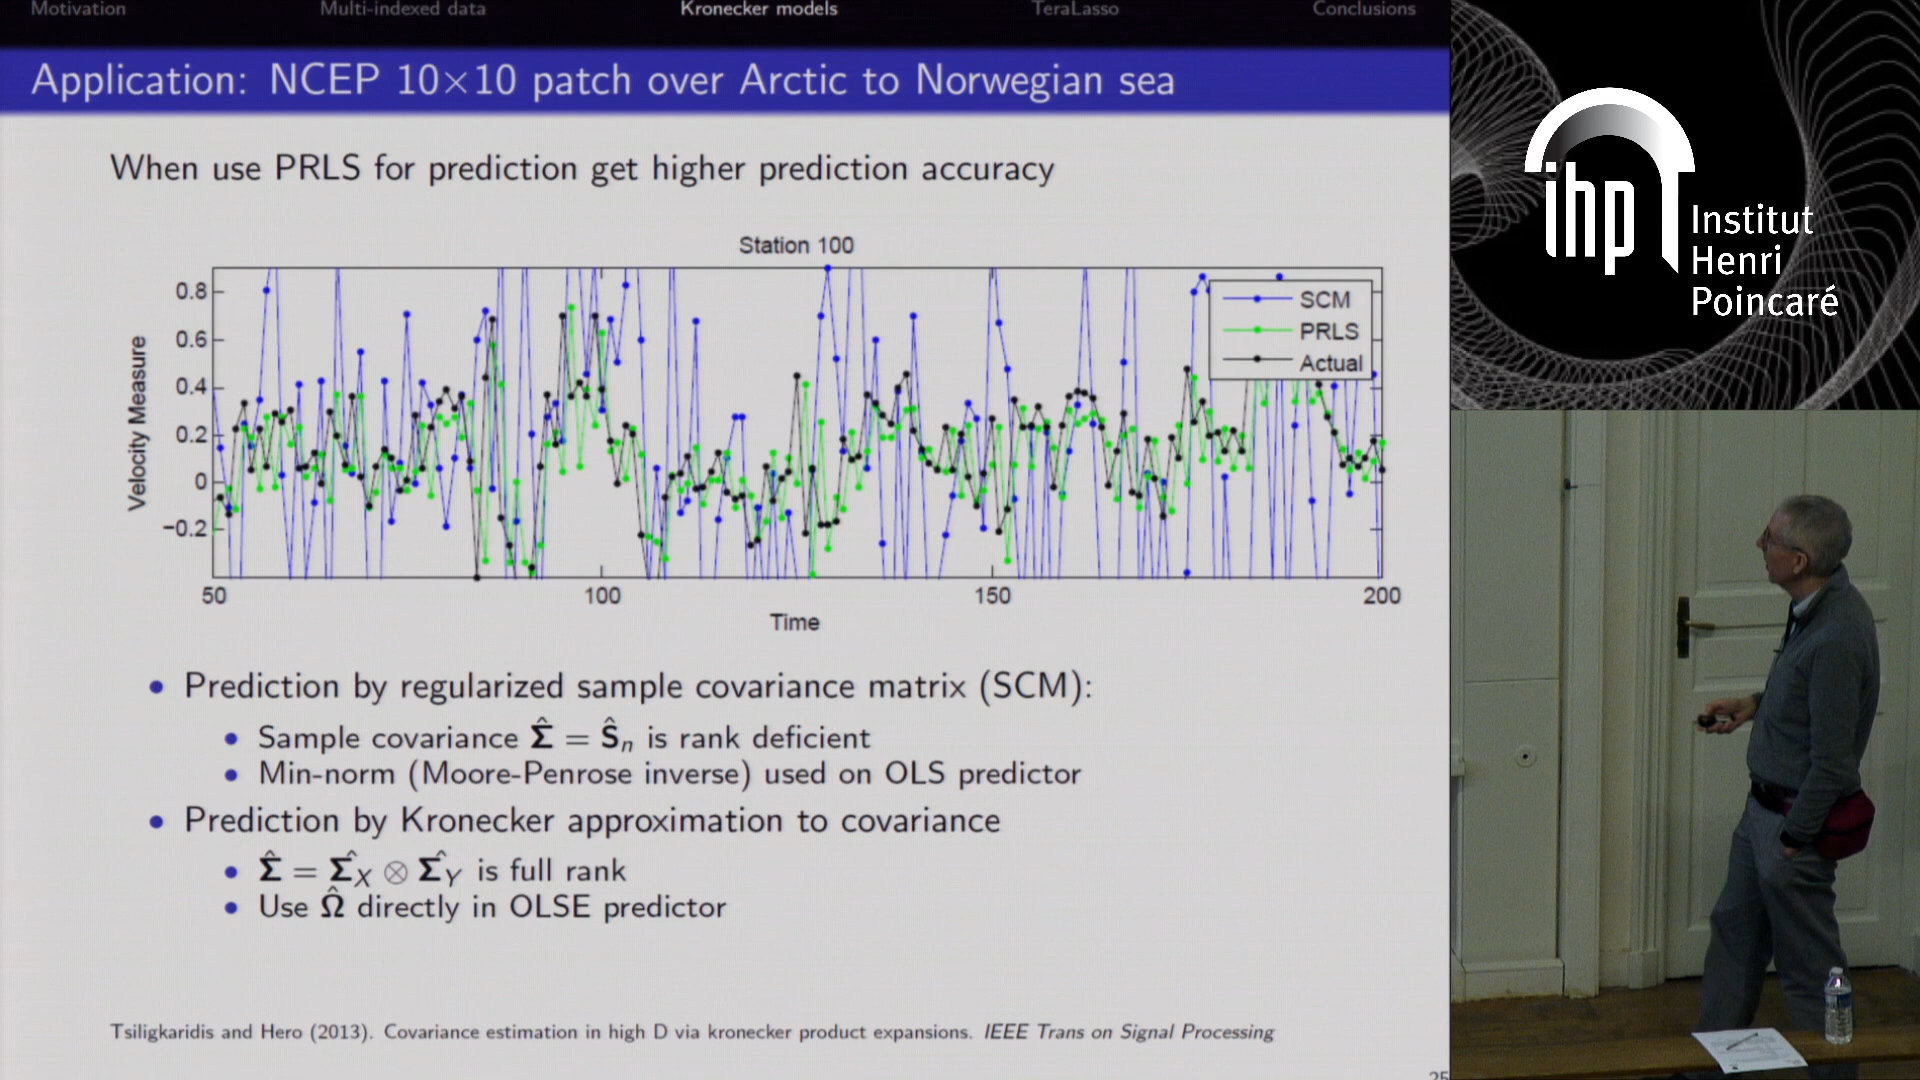 Motivation Multi-indexed data Kronecker models TeraLasso Conclusions
Application: NCEP 10×10 patch over Arctic to Norwegian sea
When use PRLS for prediction get higher prediction accuracy
Station 100
0.8
0.6
0.4
0.2
0
−0.2
Velocity Measure
SCM
PRLS
Actual
50 100 150 200
Time
• Prediction by regularized sample covariance matrix (SCM):
• Sample covariance Σ̂ = Ŝₙ is rank deficient
• Min-norm (Moore-Penrose inverse) used on OLS predictor
• Prediction by Kronecker approximation to covariance
• Σ̂ = Σ̂_X ⊗ Σ̂_Y is full rank
• Use Ω̂ directly in OLSE predictor
Tsiligkaridis and Hero (2013). Covariance estimation in high D via kronecker product expansions. IEEE Trans on Signal Processing
25
ihp Institut
Henri
Poincaré